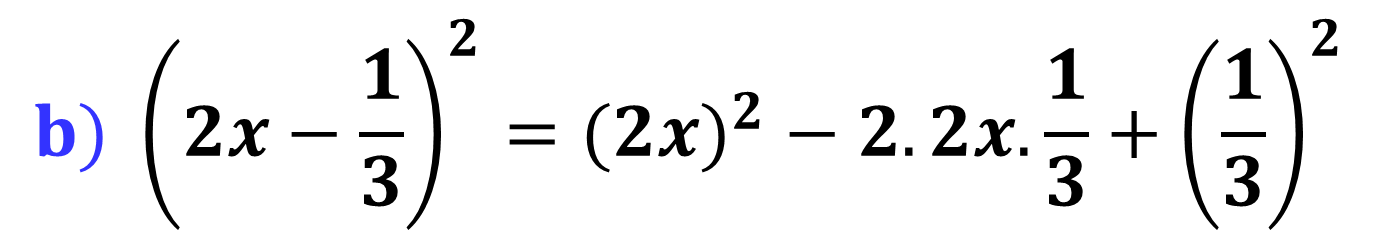 b) (2x − 1/3)² = (2x)² − 2. 2x. 1/3 + (1/3)²